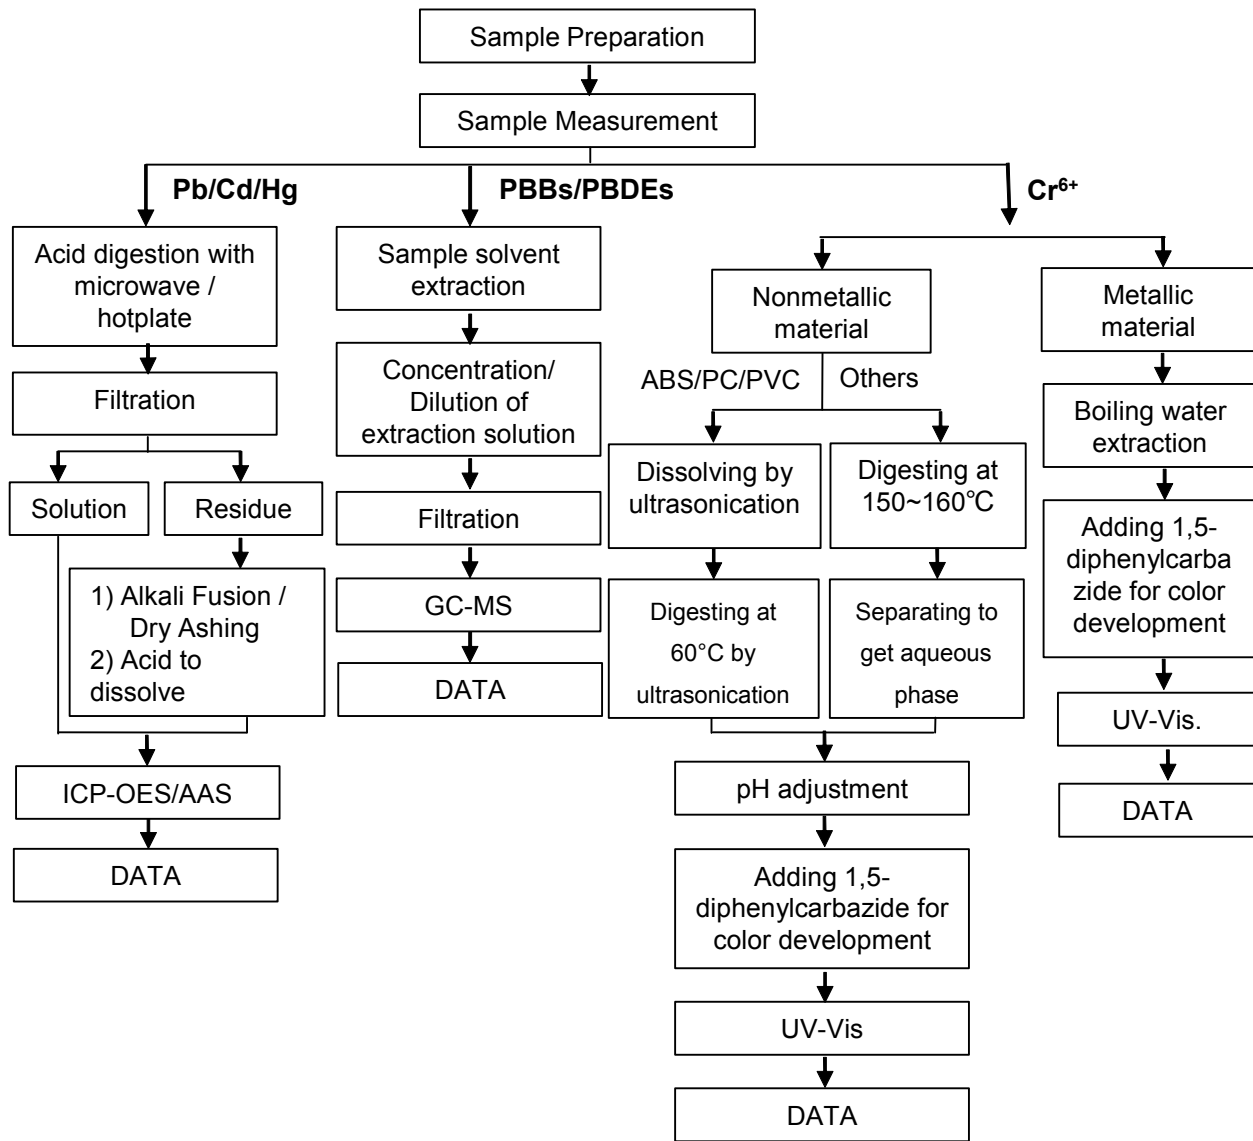 Sample Preparation
Sample Measurement
Pb/Cd/Hg
PBBs/PBDEs
Cr⁶⁺
Acid digestion with
microwave /
hotplate
Filtration
Solution
Residue
1) Alkali Fusion /
Dry Ashing
2) Acid to
dissolve
ICP-OES/AAS
DATA
Sample solvent
extraction
Concentration/
Dilution of
extraction solution
Filtration
GC-MS
DATA
Nonmetallic
material
ABS/PC/PVC
Others
Dissolving by
ultrasonication
Digesting at
60°C by
ultrasonication
Digesting at
150~160℃
Separating to
get aqueous
phase
pH adjustment
Adding 1,5-
diphenylcarbazide for
color development
UV-Vis
DATA
Metallic
material
Boiling water
extraction
Adding 1,5-
diphenylcarba
zide for color
development
UV-Vis.
DATA